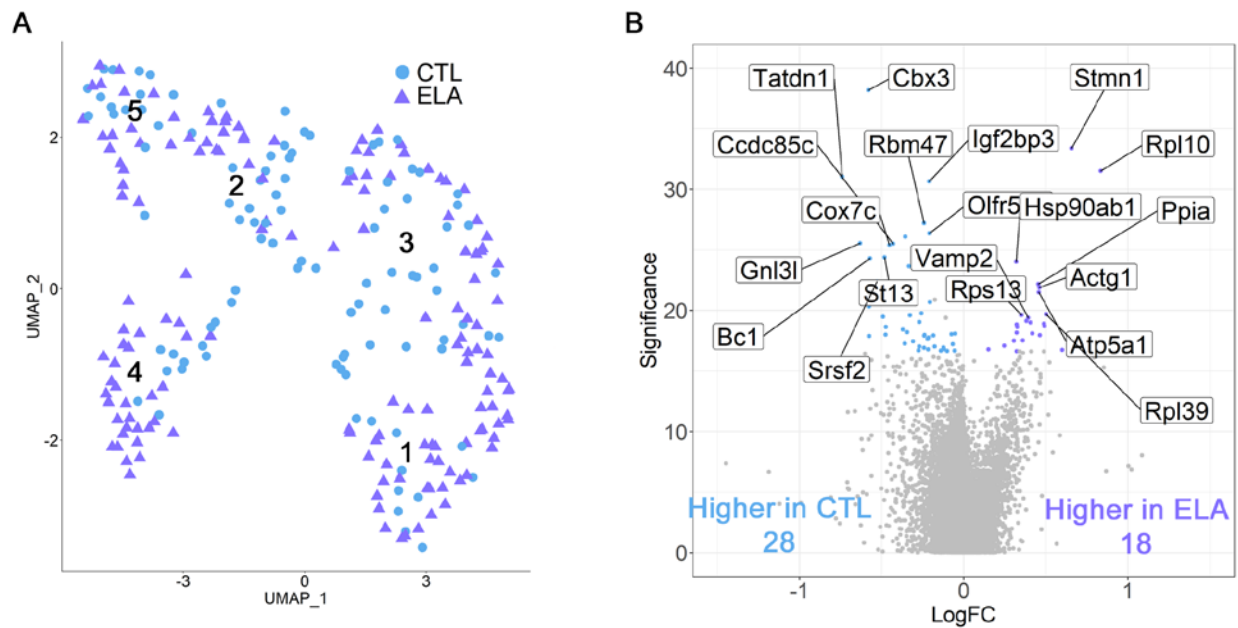 A
B
CTL
ELA
5
2
3
4
1
2
0
-2
-3
0
3
UMAP_1
UMAP_2
Tatdn1
Cbx3
Stmn1
Ccdc85c
Rbm47
Igf2bp3
Rpl10
Cox7c
Olfr5
Hsp90ab1
Ppia
Gnl3l
Vamp2
Actg1
St13
Rps13
Bc1
Atp5a1
Srsf2
Rpl39
Higher in CTL
28
Higher in ELA
18
40
30
20
10
0
-1
0
1
LogFC
Significance